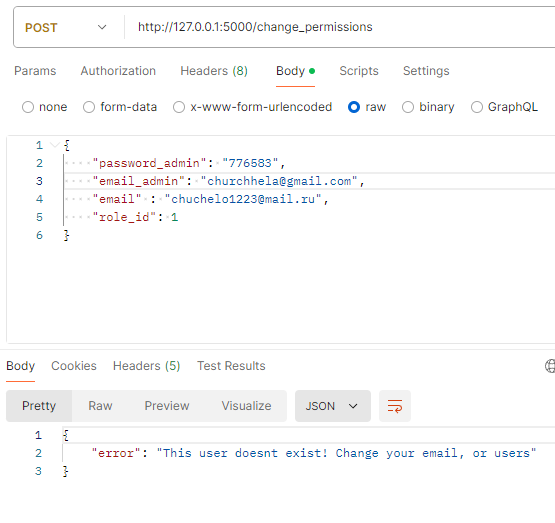 POST http://127.0.0.1:5000/change_permissions
Params Authorization Headers (8) Body Scripts Settings
none form-data x-www-form-urlencoded raw binary GraphQL
1 {
2 "password_admin": "776583",
3 "email_admin": "churchhela@gmail.com",
4 "email" : "chuchelo1223@mail.ru",
5 "role_id": 1
6 }
Body Cookies Headers (5) Test Results
Pretty Raw Preview Visualize JSON
1 {
2 "error": "This user doesnt exist! Change your email, or users"
3 }